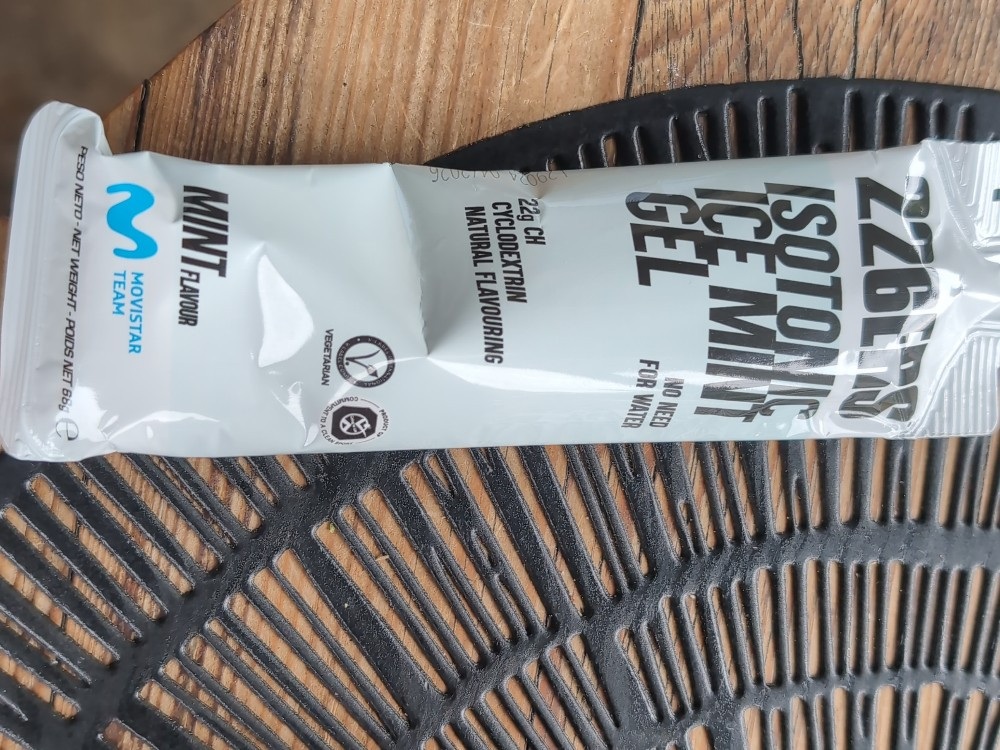 226ERS
ISOTONIC
ICE MINT
GEL
NO NEED
FOR WATER
22g CH
CYCLODEXTRIN
NATURAL FLAVOURING
VEGETARIAN
MINT FLAVOUR
MOVISTAR
TEAM
PESO NETO - NET WEIGHT - POIDS NET 68g e